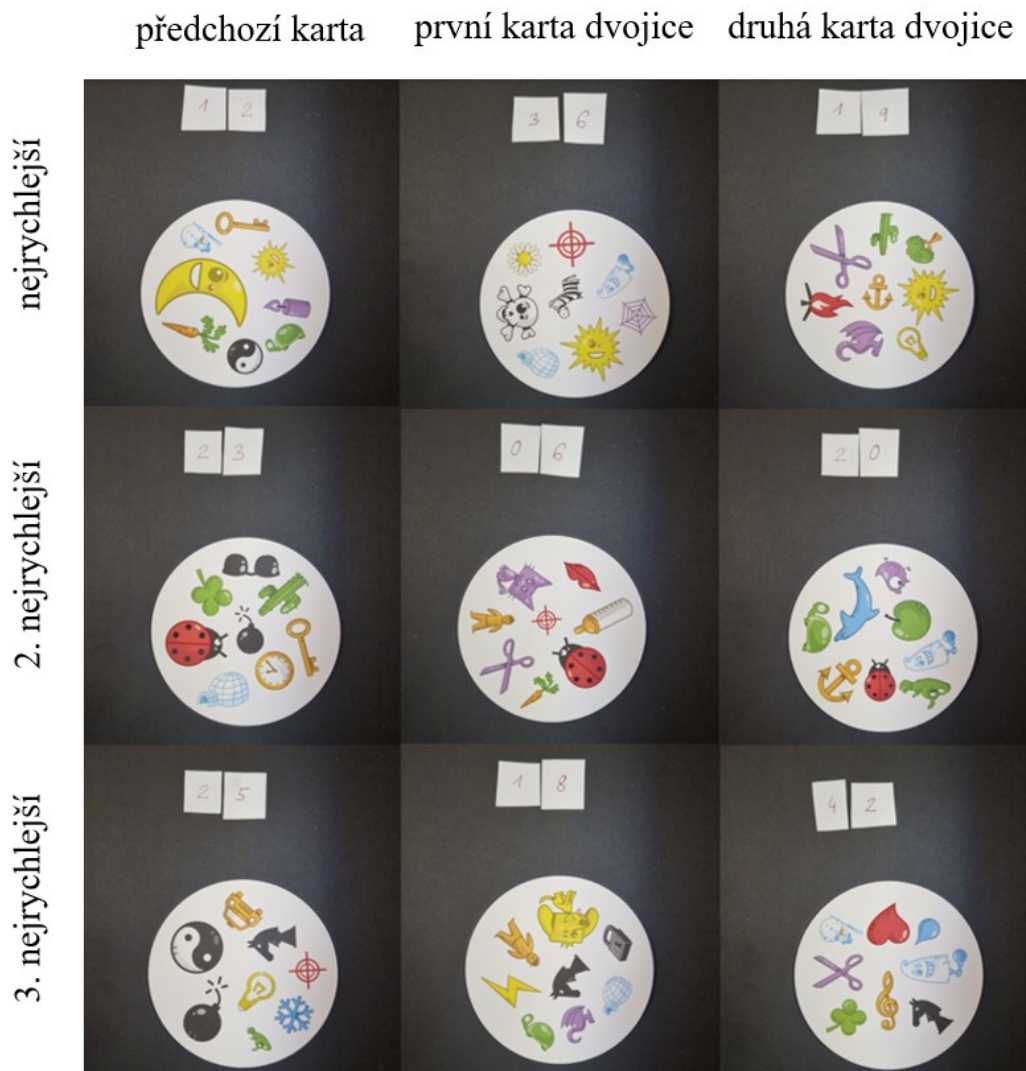 předchozí karta první karta dvojice druhá karta dvojice
nejrychlejší
1 2 3 6 1 9
2. nejrychlejší
2 3 0 6 2 0
3. nejrychlejší
2 5 1 8 4 2